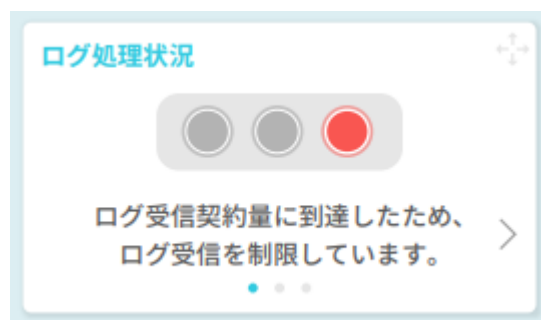 ログ処理状況
ログ受信契約量に到達したため、
ログ受信を制限しています。